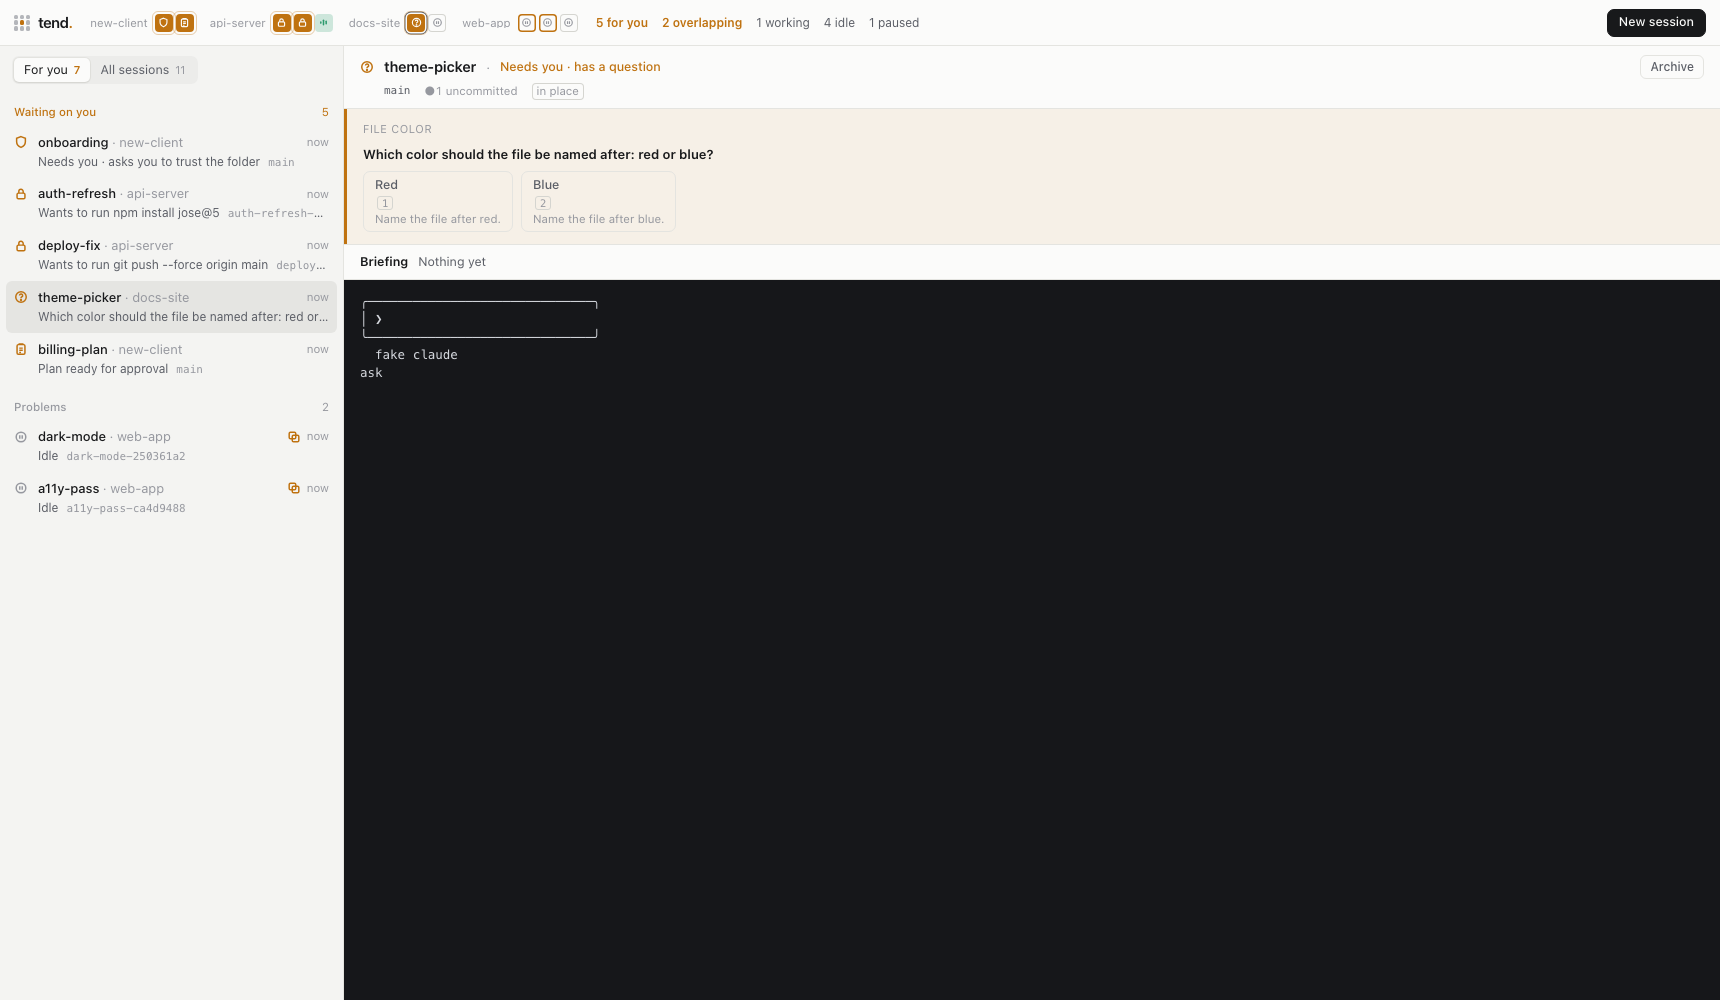 tend. new-client api-server docs-site web-app 5 for you 2 overlapping 1 working 4 idle 1 paused New session
For you 7 All sessions 11
Waiting on you 5
onboarding · new-client now
Needs you · asks you to trust the folder main
auth-refresh · api-server now
Wants to run npm install jose@5 auth-refresh-…
deploy-fix · api-server now
Wants to run git push --force origin main deploy…
theme-picker · docs-site now
Which color should the file be named after: red or…
billing-plan · new-client now
Plan ready for approval main
Problems 2
dark-mode · web-app now
Idle dark-mode-250361a2
a11y-pass · web-app now
Idle a11y-pass-ca4d9488
theme-picker · Needs you · has a question Archive
main 1 uncommitted in place
FILE COLOR
Which color should the file be named after: red or blue?
Red
1
Name the file after red.
Blue
2
Name the file after blue.
Briefing Nothing yet
❯
fake claude
ask